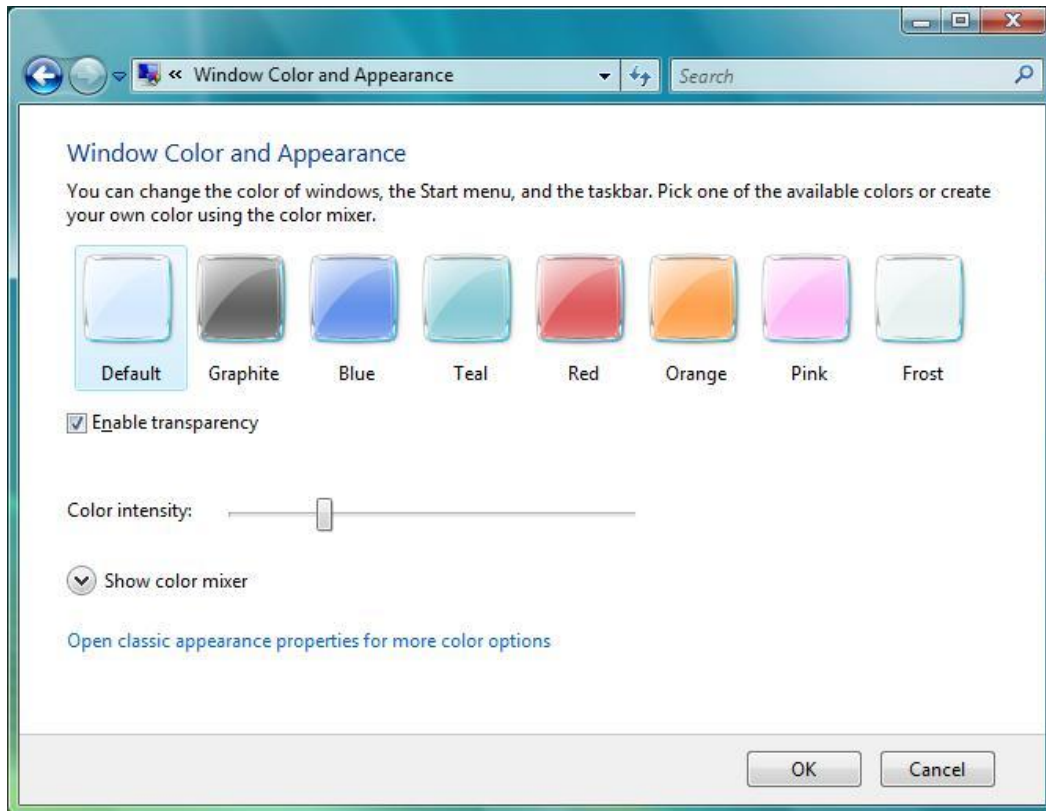 « Window Color and Appearance
Search
Window Color and Appearance
You can change the color of windows, the Start menu, and the taskbar. Pick one of the available colors or create
your own color using the color mixer.
Default Graphite Blue Teal Red Orange Pink Frost
Enable transparency
Color intensity:
Show color mixer
Open classic appearance properties for more color options
OK Cancel